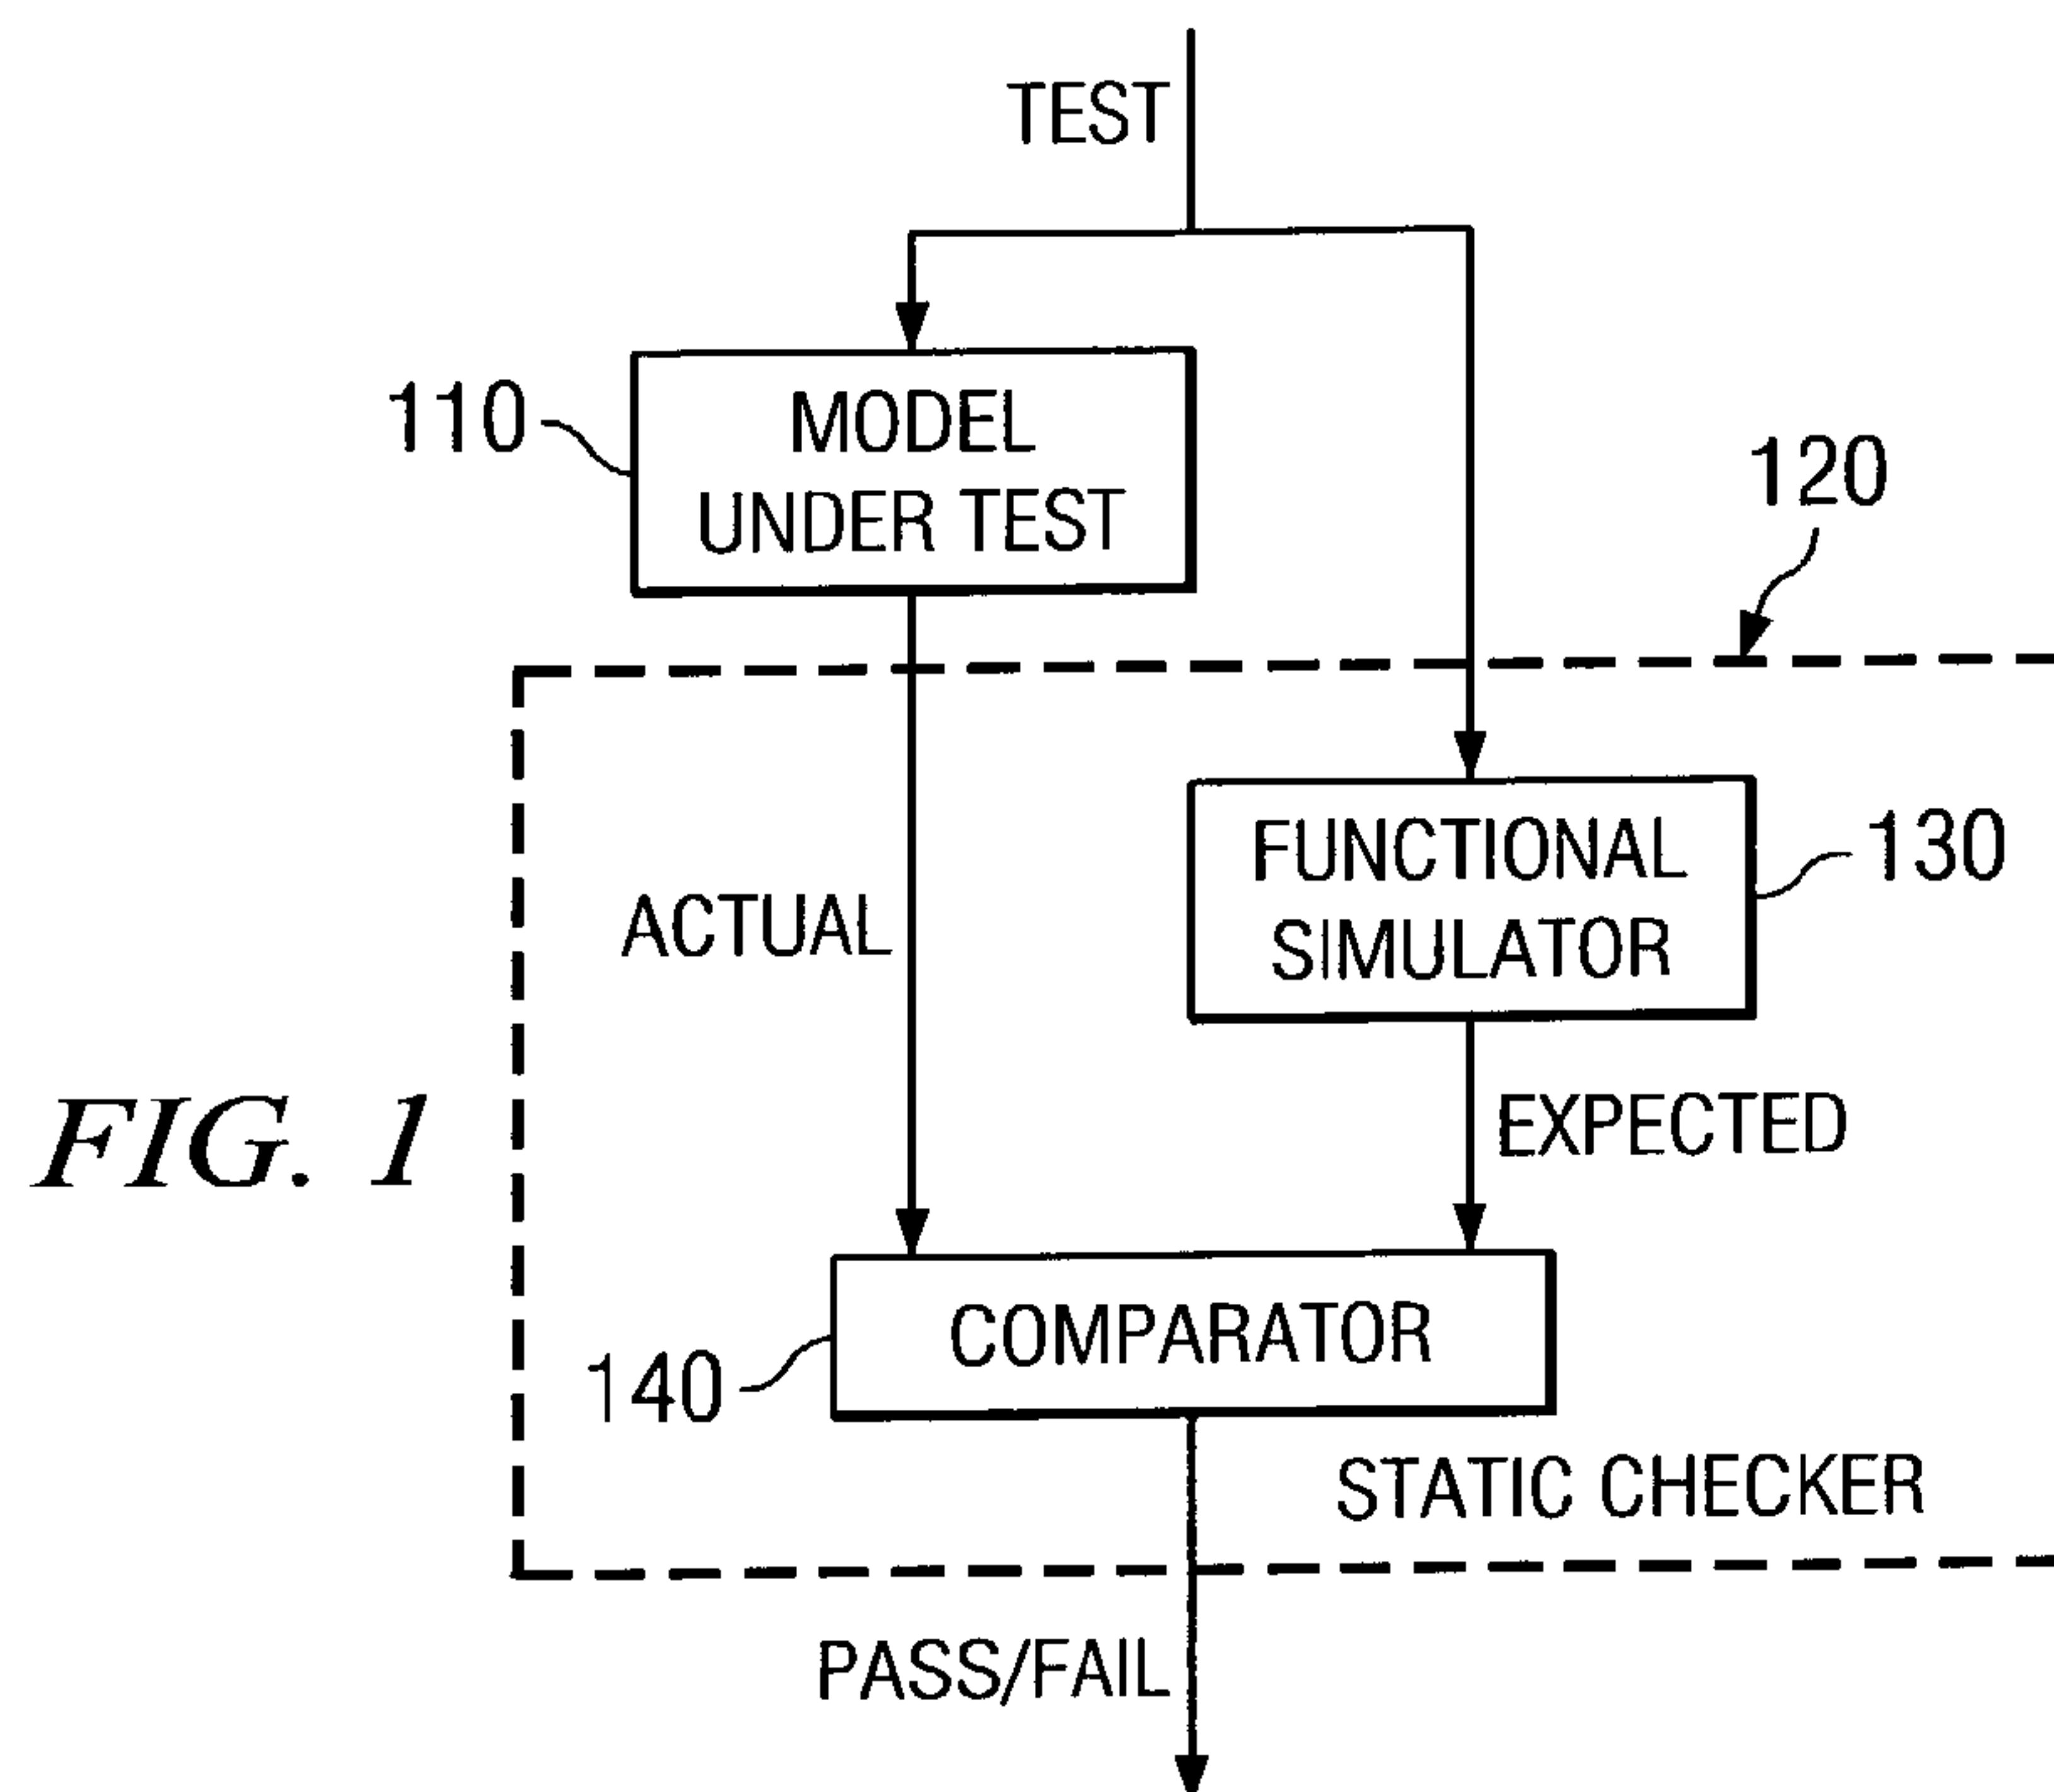 TEST
110
MODEL
UNDER TEST
120
FUNCTIONAL
SIMULATOR
130
ACTUAL
EXPECTED
FIG. 1
COMPARATOR
140
STATIC CHECKER
PASS/FAIL